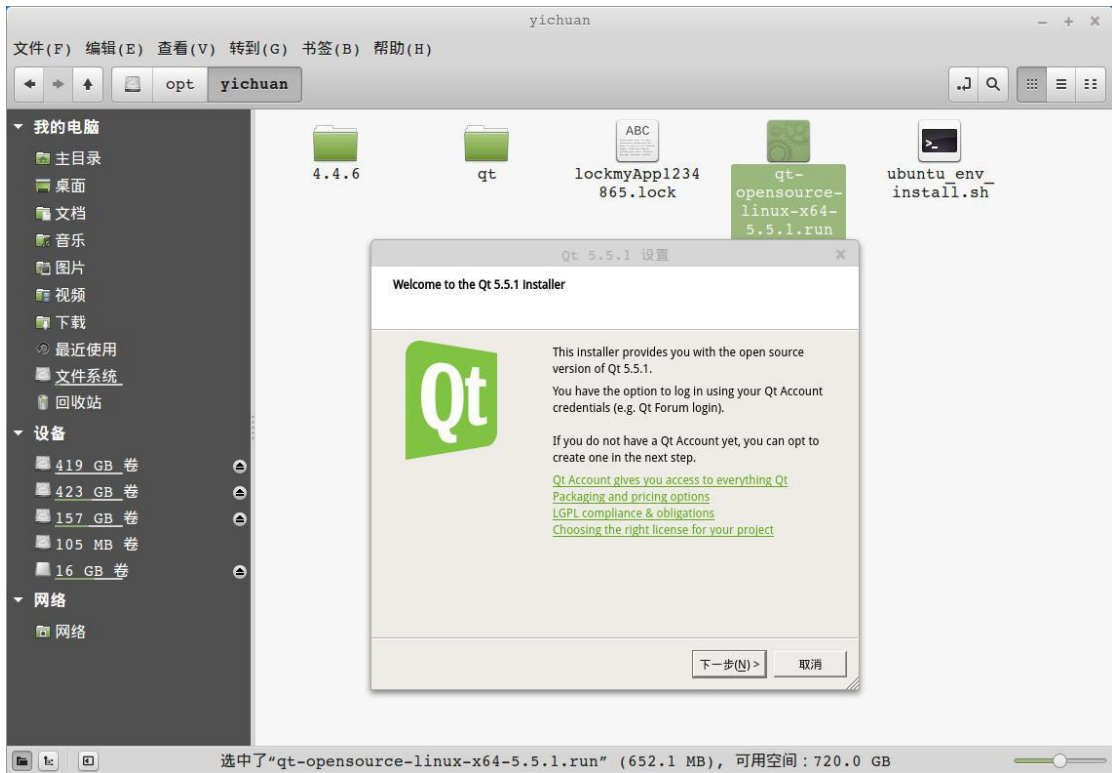 yichuan
文件(F) 编辑(E) 查看(V) 转到(G) 书签(B) 帮助(H)
opt yichuan
我的电脑
主目录
桌面
文档
音乐
图片
视频
下载
最近使用
文件系统
回收站
设备
419 GB 卷
423 GB 卷
157 GB 卷
105 MB 卷
16 GB 卷
网络
网络
4.4.6
qt
ABC
lockmyApp1234
865.lock
qt-
opensource-
linux-x64-
5.5.1.run
>_
ubuntu_env_
install.sh
Qt 5.5.1 设置
Welcome to the Qt 5.5.1 Installer
Qt
This installer provides you with the open source
version of Qt 5.5.1.
You have the option to log in using your Qt Account
credentials (e.g. Qt Forum login).
If you do not have a Qt Account yet, you can opt to
create one in the next step.
Qt Account gives you access to everything Qt
Packaging and pricing options
LGPL compliance & obligations
Choosing the right license for your project
下一步(N) > 取消
选中了"qt-opensource-linux-x64-5.5.1.run" (652.1 MB), 可用空间：720.0 GB